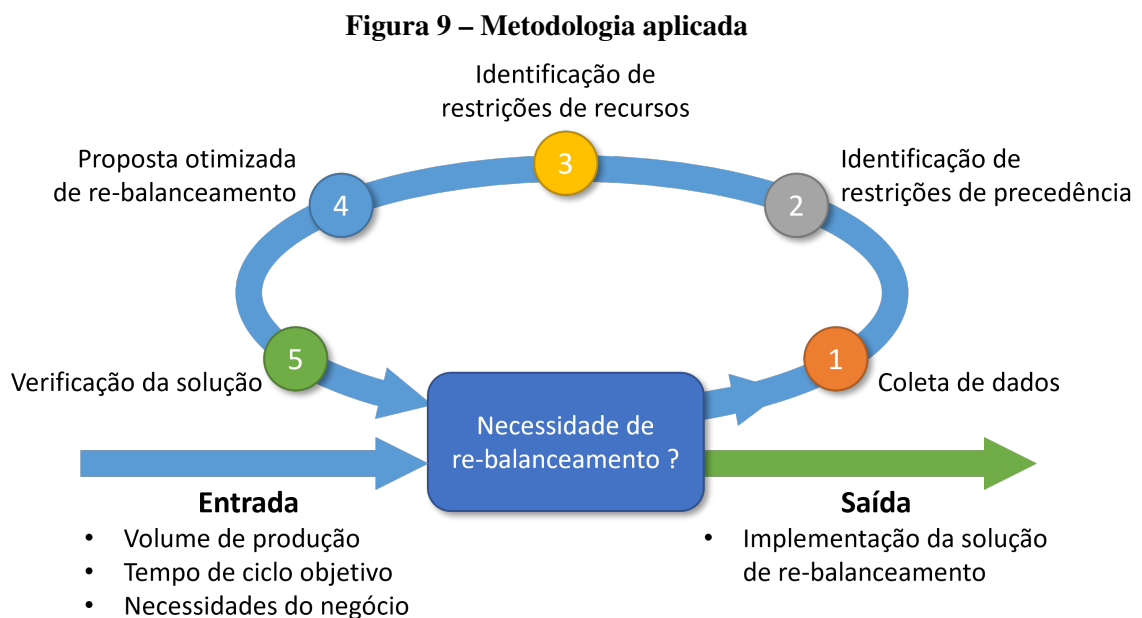 Figura 9 – Metodologia aplicada
Identificação de
restrições de recursos
3
Proposta otimizada
de re-balanceamento
4
Identificação de
restrições de precedência
2
5
Verificação da solução
1
Coleta de dados
Necessidade de
re-balanceamento ?
Entrada
• Volume de produção
• Tempo de ciclo objetivo
• Necessidades do negócio
Saída
• Implementação da solução
de re-balanceamento